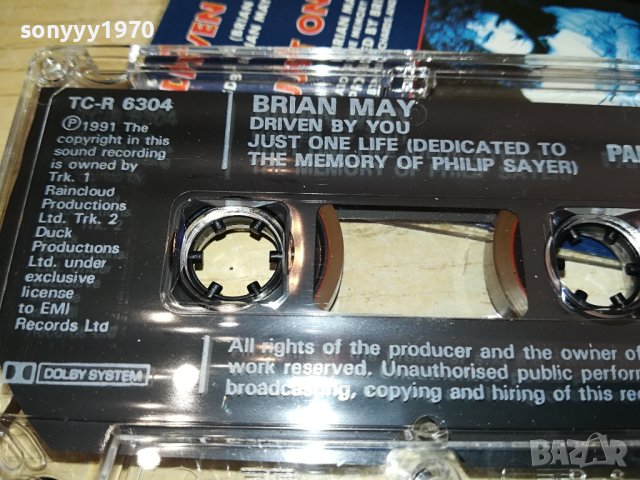 sonyyy1970
TC-R 6304
Ⓟ1991 The
copyright in this
sound recording
is owned by
Trk. 1
Raincloud
Productions
Ltd. Trk. 2
Duck
Productions
Ltd. under
exclusive
license
to EMI
Records Ltd
BRIAN MAY
DRIVEN BY YOU
JUST ONE LIFE (DEDICATED TO
THE MEMORY OF PHILIP SAYER)
DOLBY SYSTEM
All rights of the producer and the owner of
work reserved. Unauthorised public perform
broadcasting, copying and hiring of this rec
BAZAR